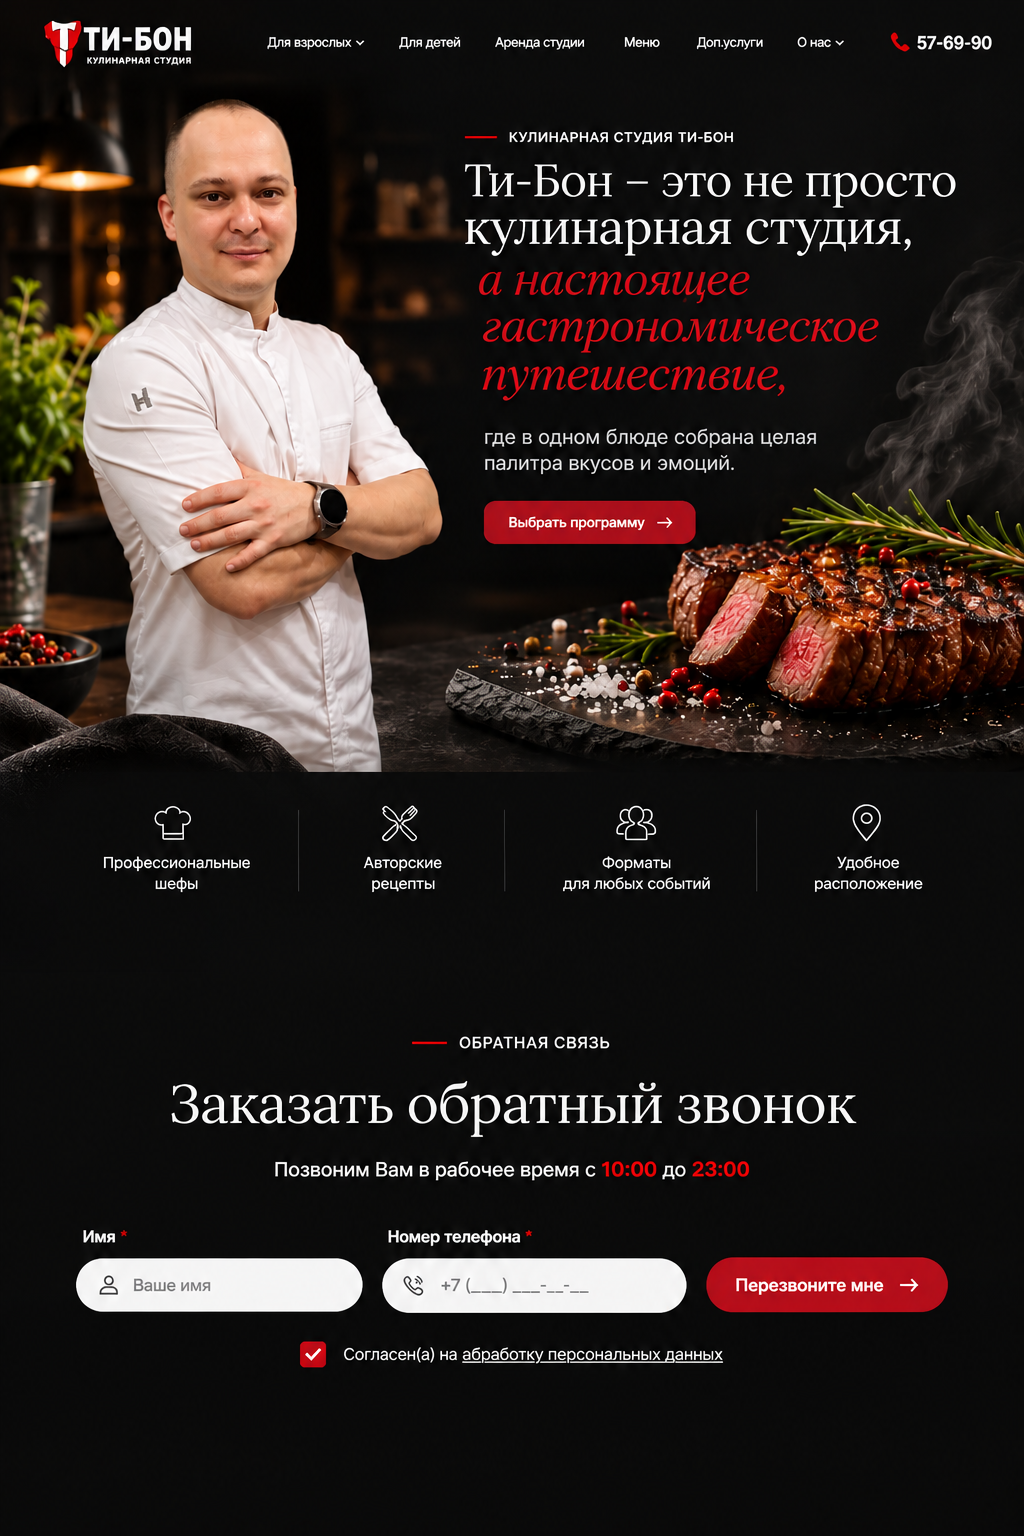 ТИ-БОН
КУЛИНАРНАЯ СТУДИЯ
Для взрослых
Для детей
Аренда студии
Меню
Доп.услуги
О нас
57-69-90
КУЛИНАРНАЯ СТУДИЯ ТИ-БОН
Ти-Бон – это не просто
кулинарная студия,
а настоящее
гастрономическое
путешествие,
где в одном блюде собрана целая
палитра вкусов и эмоций.
Выбрать программу →
Профессиональные
шефы
Авторские
рецепты
Форматы
для любых событий
Удобное
расположение
ОБРАТНАЯ СВЯЗЬ
Заказать обратный звонок
Позвоним Вам в рабочее время с 10:00 до 23:00
Имя *
Ваше имя
Номер телефона *
+7 (___) ___-__-__
Перезвоните мне →
Согласен(а) на абработку персональных данных